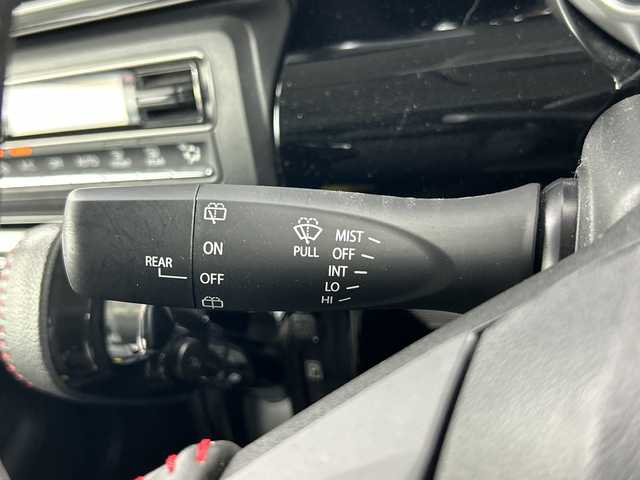 REAR
ON
OFF
PULL
MIST
OFF
INT
LO
HI